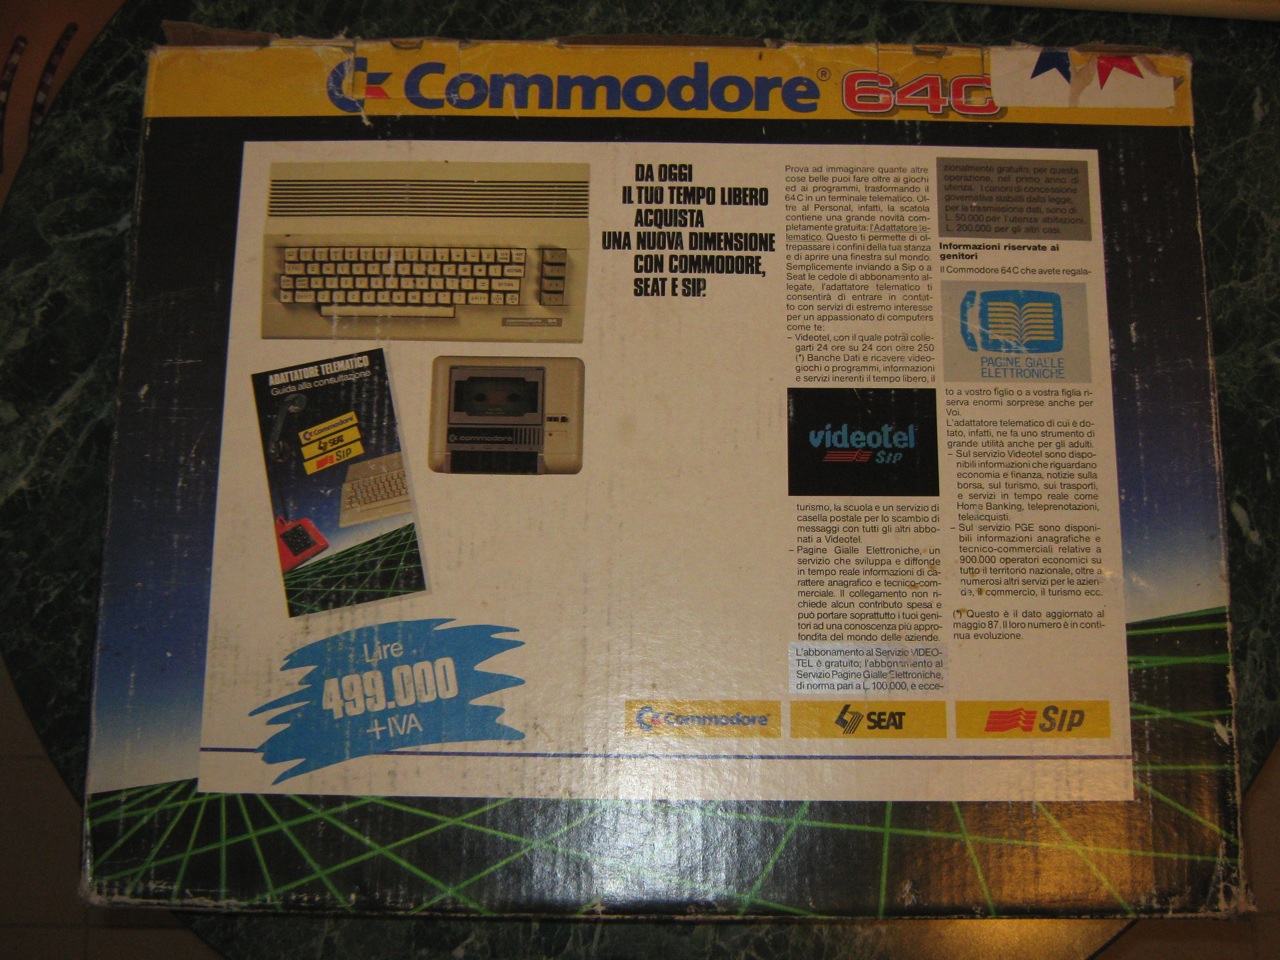 Commodore® 64C
DA OGGI
IL TUO TEMPO LIBERO
ACQUISTA
UNA NUOVA DIMENSIONE
CON COMMODORE,
SEAT E SIP.
Prova ad immaginare quante altre
cose belle puoi fare oltre ai giochi
ed ai programmi, trasformando il
64C in un terminale telematico. Ol-
tre al Personal, infatti, la scatola
contiene una grande novità com-
pletamente gratuita: l'Adattatore te-
lematico. Questo ti permette di ol-
trepassare i confini della tua stanza
e di aprire una finestra sul mondo.
Semplicemente inviando a Sip o a
Seat le cedole di abbonamento al-
legate, l'adattatore telematico ti
consentirà di entrare in contat-
to con servizi di estremo interesse
per un appassionato di computers
come te:
– Videotel, con il quale potrai colle-
garti 24 ore su 24 con oltre 250
(*) Banche Dati e ricevere video-
giochi o programmi, informazioni
e servizi inerenti il tempo libero, il
videotel
SIP
turismo, la scuola e un servizio di
casella postale per lo scambio di
messaggi con tutti gli altri abbo-
nati a Videotel.
– Pagine Gialle Elettroniche, un
servizio che sviluppa e diffonde
in tempo reale informazioni di ca-
rattere anagrafico e tecnico-com-
merciale. Il collegamento non ri-
chiede alcun contributo spesa e
può portare soprattutto i tuoi geni-
tori ad una conoscenza più appro-
fondita del mondo delle aziende.
L'abbonamento al Servizio VIDEO-
TEL è gratuito; l'abbonamento al
Servizio Pagine Gialle Elettroniche,
di norma pari a L. 100.000, è ecce-
zionalmente gratuito, per questa
operazione, nel primo anno di
utenza. I canoni di concessione
governativa stabiliti dalla legge,
per la trasmissione dati, sono di
L. 50.000 per l'utenza abitazioni,
L. 200.000 per gli altri casi.
Informazioni riservate ai
genitori
Il Commodore 64C che avete regala-
PAGINE GIALLE
ELETTRONICHE
to a vostro figlio o a vostra figlia ri-
serva enormi sorprese anche per
Voi.
L'adattatore telematico di cui è do-
tato, infatti, ne fa uno strumento di
grande utilità anche per gli adulti.
– Sul servizio Videotel sono dispo-
nibili informazioni che riguardano
economia e finanza, notizie sulla
borsa, sul turismo, sui trasporti,
e servizi in tempo reale come
Home Banking, teleprenotazioni,
teleacquisti.
– Sul servizio PGE sono disponi-
bili informazioni anagrafiche e
tecnico-commerciali relative a
900.000 operatori economici su
tutto il territorio nazionale, oltre a
numerosi altri servizi per le azien-
de, il commercio, il turismo ecc.
(*) Questo è il dato aggiornato al
maggio 87. Il loro numero è in conti-
nua evoluzione.
ADATTATORE TELEMATICO
Guida alla consultazione
Commodore
SEAT
SIP
commodore
Lire
499.000
+IVA
Commodore®
SEAT
SIP